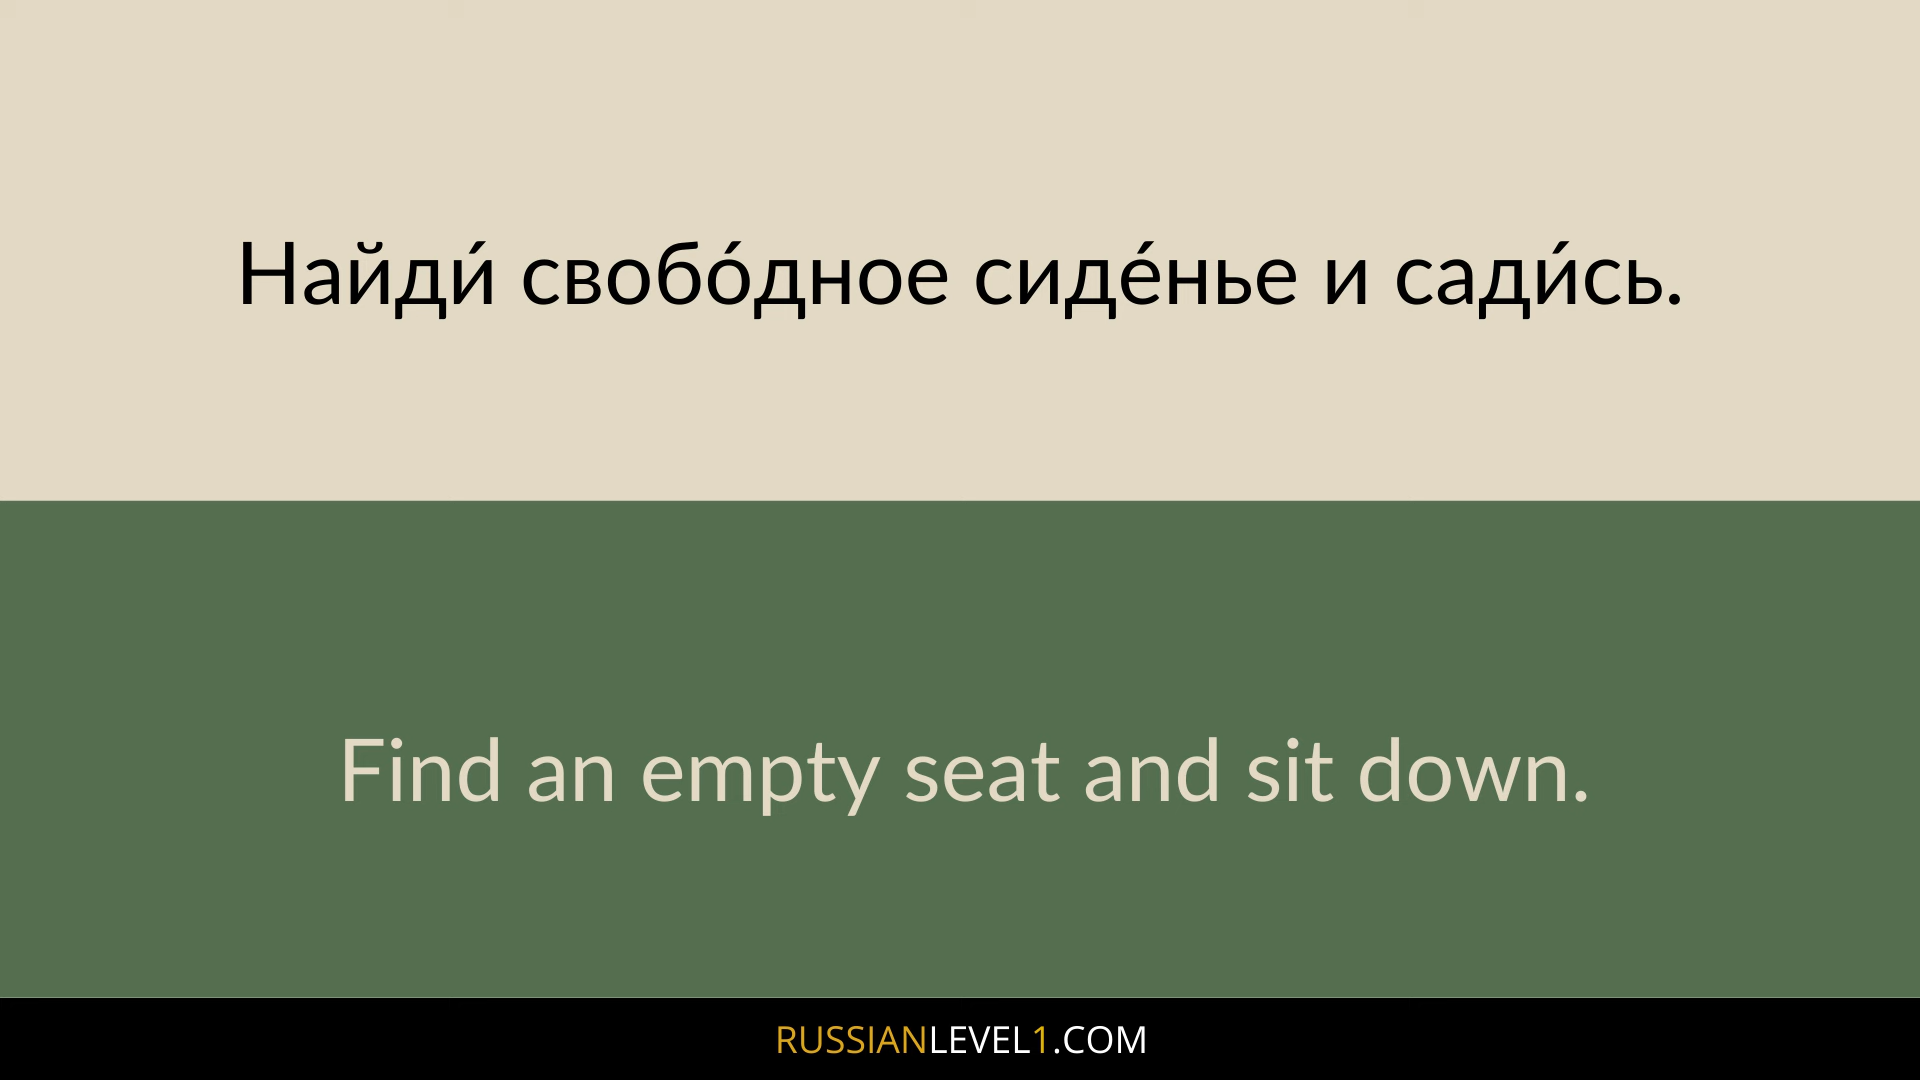 Найди́ свобо́дное сиде́нье и сади́сь.
Find an empty seat and sit down.
RUSSIANLEVEL1.COM